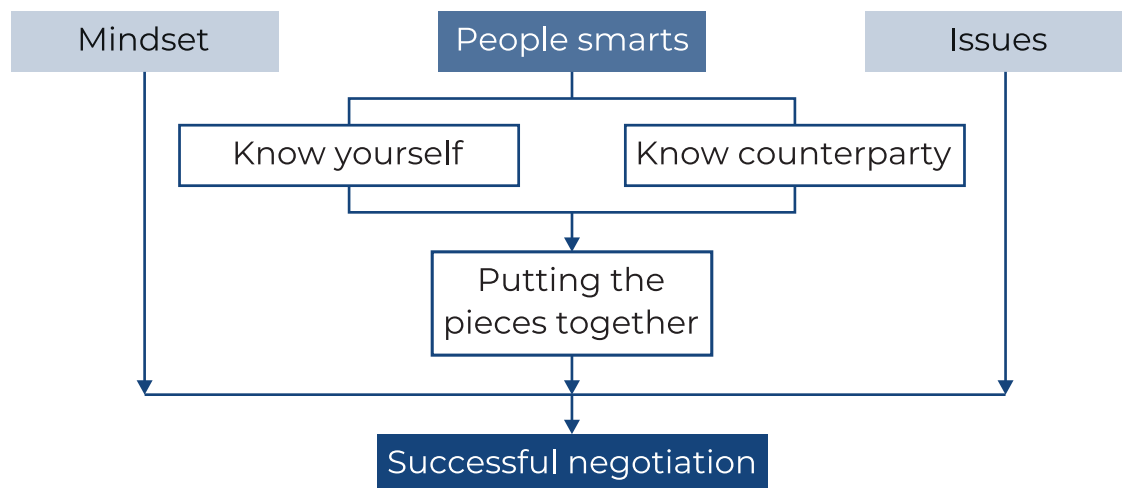 Mindset
People smarts
Issues
Know yourself
Know counterparty
Putting the
pieces together
Successful negotiation